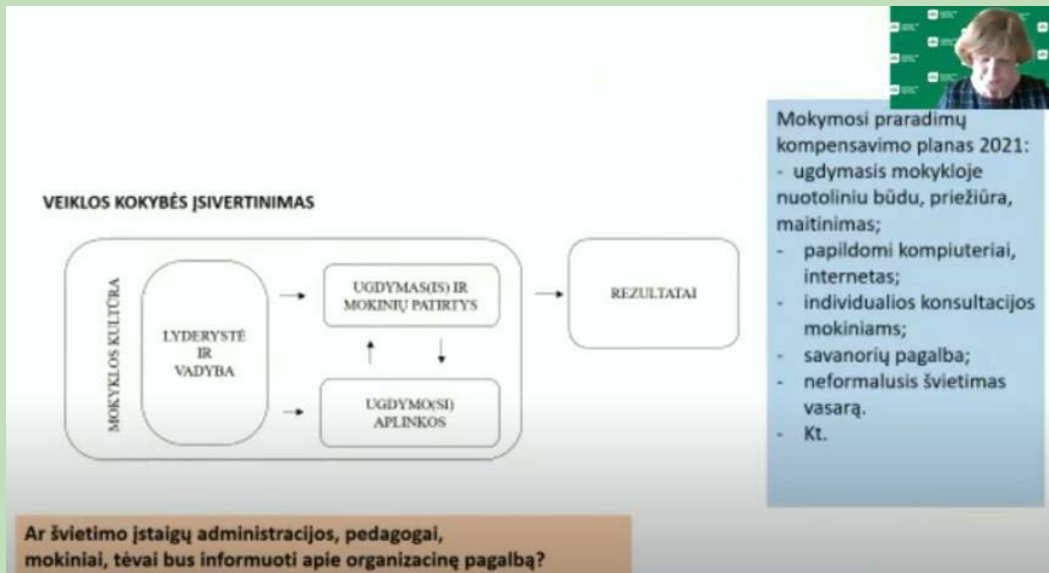 VEIKLOS KOKYBĖS ĮSIVERTINIMAS
MOKYKLOS KULTŪRA
LYDERYSTĖ
IR
VADYBA
UGDYMAS(IS) IR
MOKINIŲ PATIRTYS
UGDYMO(SI)
APLINKOS
REZULTATAI
Mokymosi praradimų
kompensavimo planas 2021:
- ugdymasis mokykloje
nuotoliniu būdu, priežiūra,
maitinimas;
- papildomi kompiuteriai,
internetas;
- individualios konsultacijos
mokiniams;
- savanorių pagalba;
- neformalusis švietimas
vasarą.
- Kt.
Ar švietimo įstaigų administracijos, pedagogai,
mokiniai, tėvai bus informuoti apie organizacinę pagalbą?